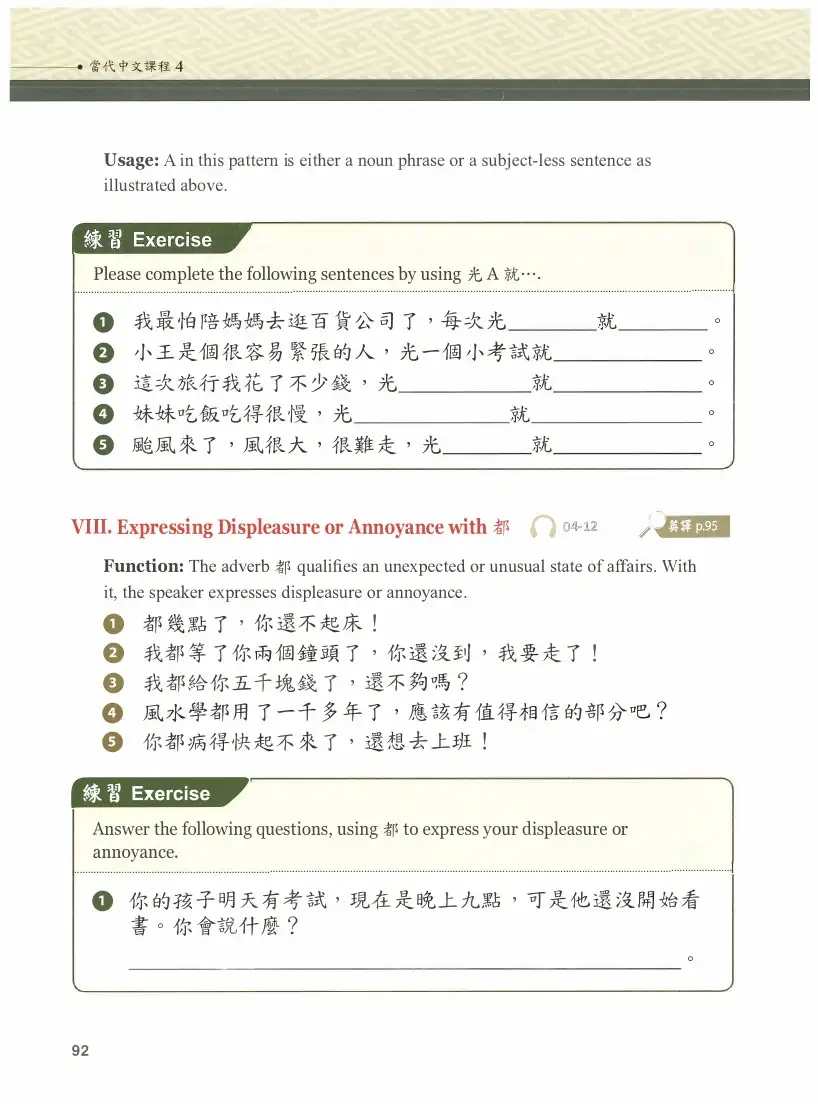 當代中文課程 4
Usage: A in this pattern is either a noun phrase or a subject-less sentence as
illustrated above.
練習 Exercise
Please complete the following sentences by using 光 A 就….
1 我最怕陪媽媽去逛百貨公司了，每次光________就________。
2 小王是個很容易緊張的人，光一個小考試就______________。
3 這次旅行我花了不少錢，光____________就______________。
4 妹妹吃飯吃得很慢，光______________就________________。
5 颱風來了，風很大，很難走，光________就______________。
VIII. Expressing Displeasure or Annoyance with 都 04-12 英譯 p.95
Function: The adverb 都 qualifies an unexpected or unusual state of affairs. With
it, the speaker expresses displeasure or annoyance.
1 都幾點了，你還不起床！
2 我都等了你兩個鐘頭了，你還沒到，我要走了！
3 我都給你五千塊錢了，還不夠嗎？
4 風水學都用了一千多年了，應該有值得相信的部分吧？
5 你都病得快起不來了，還想去上班！
練習 Exercise
Answer the following questions, using 都 to express your displeasure or
annoyance.
1 你的孩子明天有考試，現在是晚上九點，可是他還沒開始看
書。你會說什麼？
____________________________________________________。
92